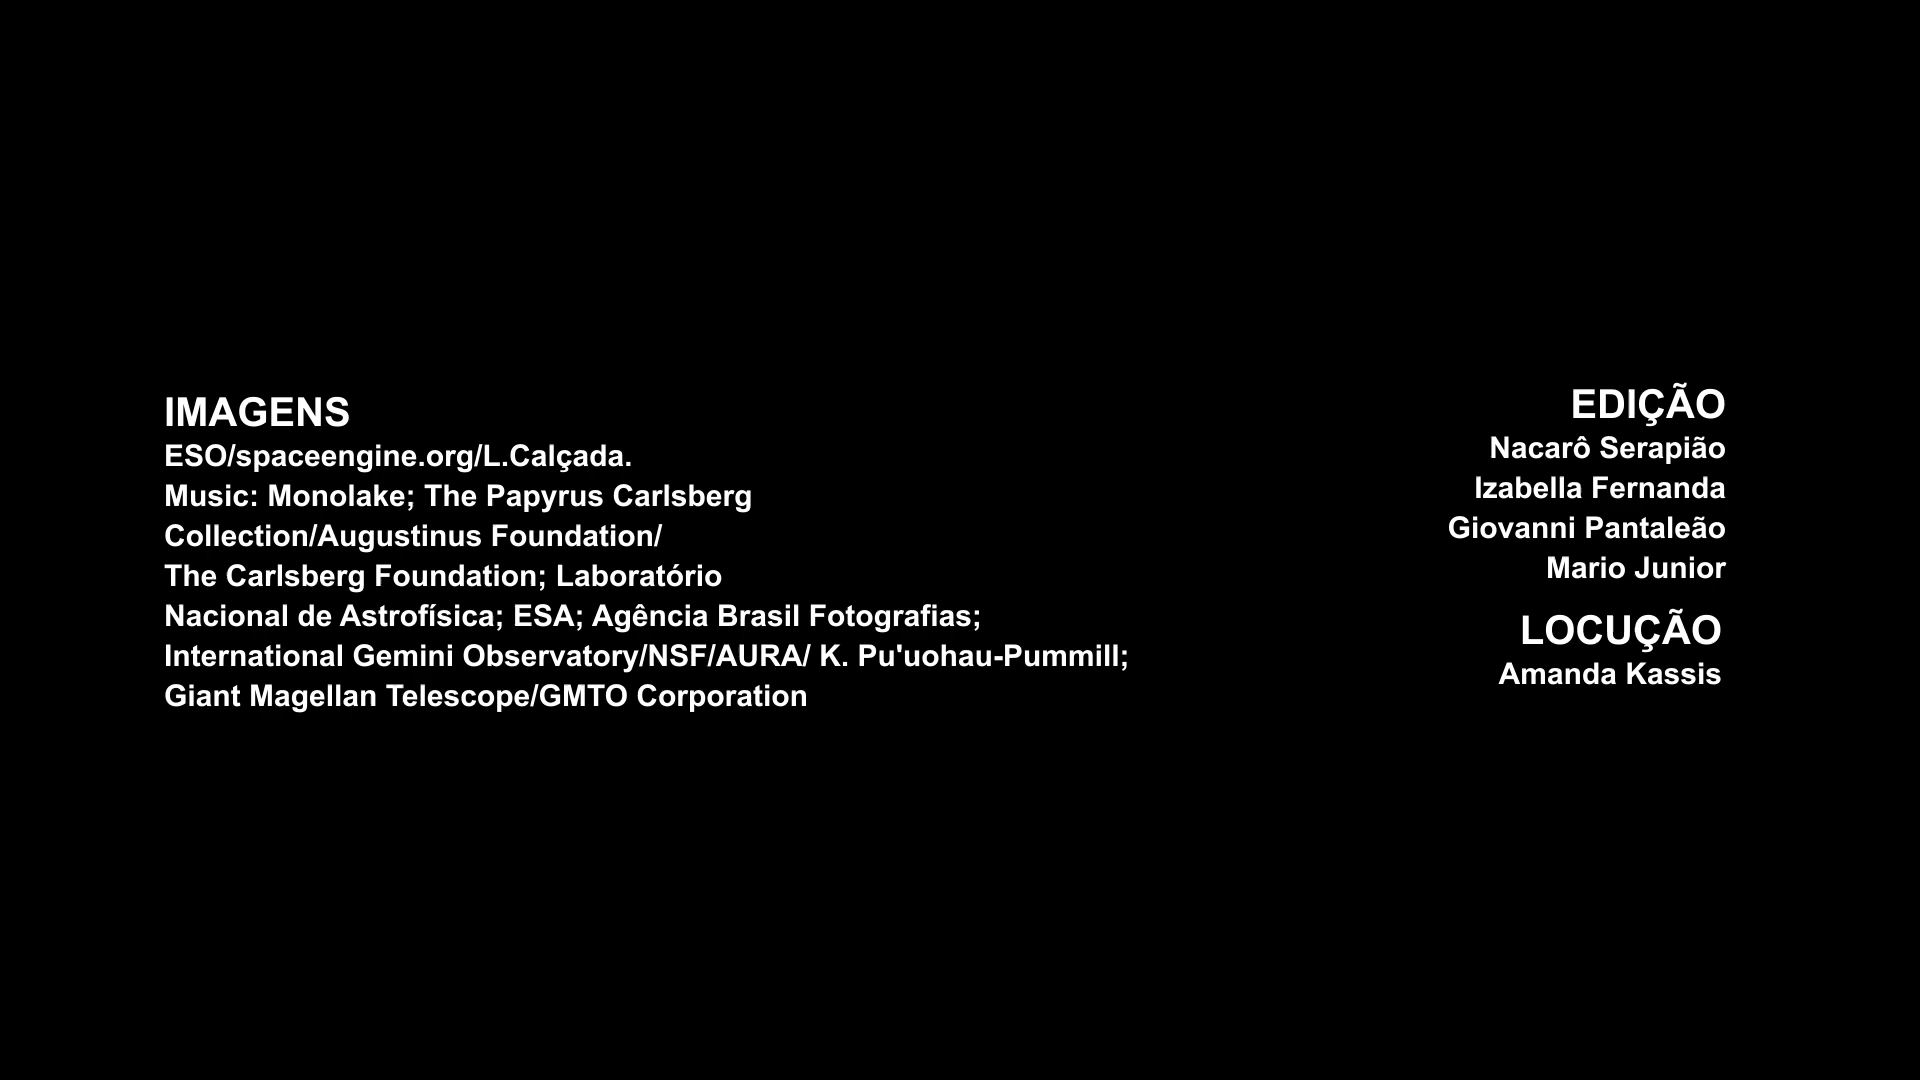 IMAGENS
ESO/spaceengine.org/L.Calçada.
Music: Monolake; The Papyrus Carlsberg
Collection/Augustinus Foundation/
The Carlsberg Foundation; Laboratório
Nacional de Astrofísica; ESA; Agência Brasil Fotografias;
International Gemini Observatory/NSF/AURA/ K. Pu'uohau-Pummill;
Giant Magellan Telescope/GMTO Corporation
EDIÇÃO
Nacarô Serapião
Izabella Fernanda
Giovanni Pantaleão
Mario Junior
LOCUÇÃO
Amanda Kassis